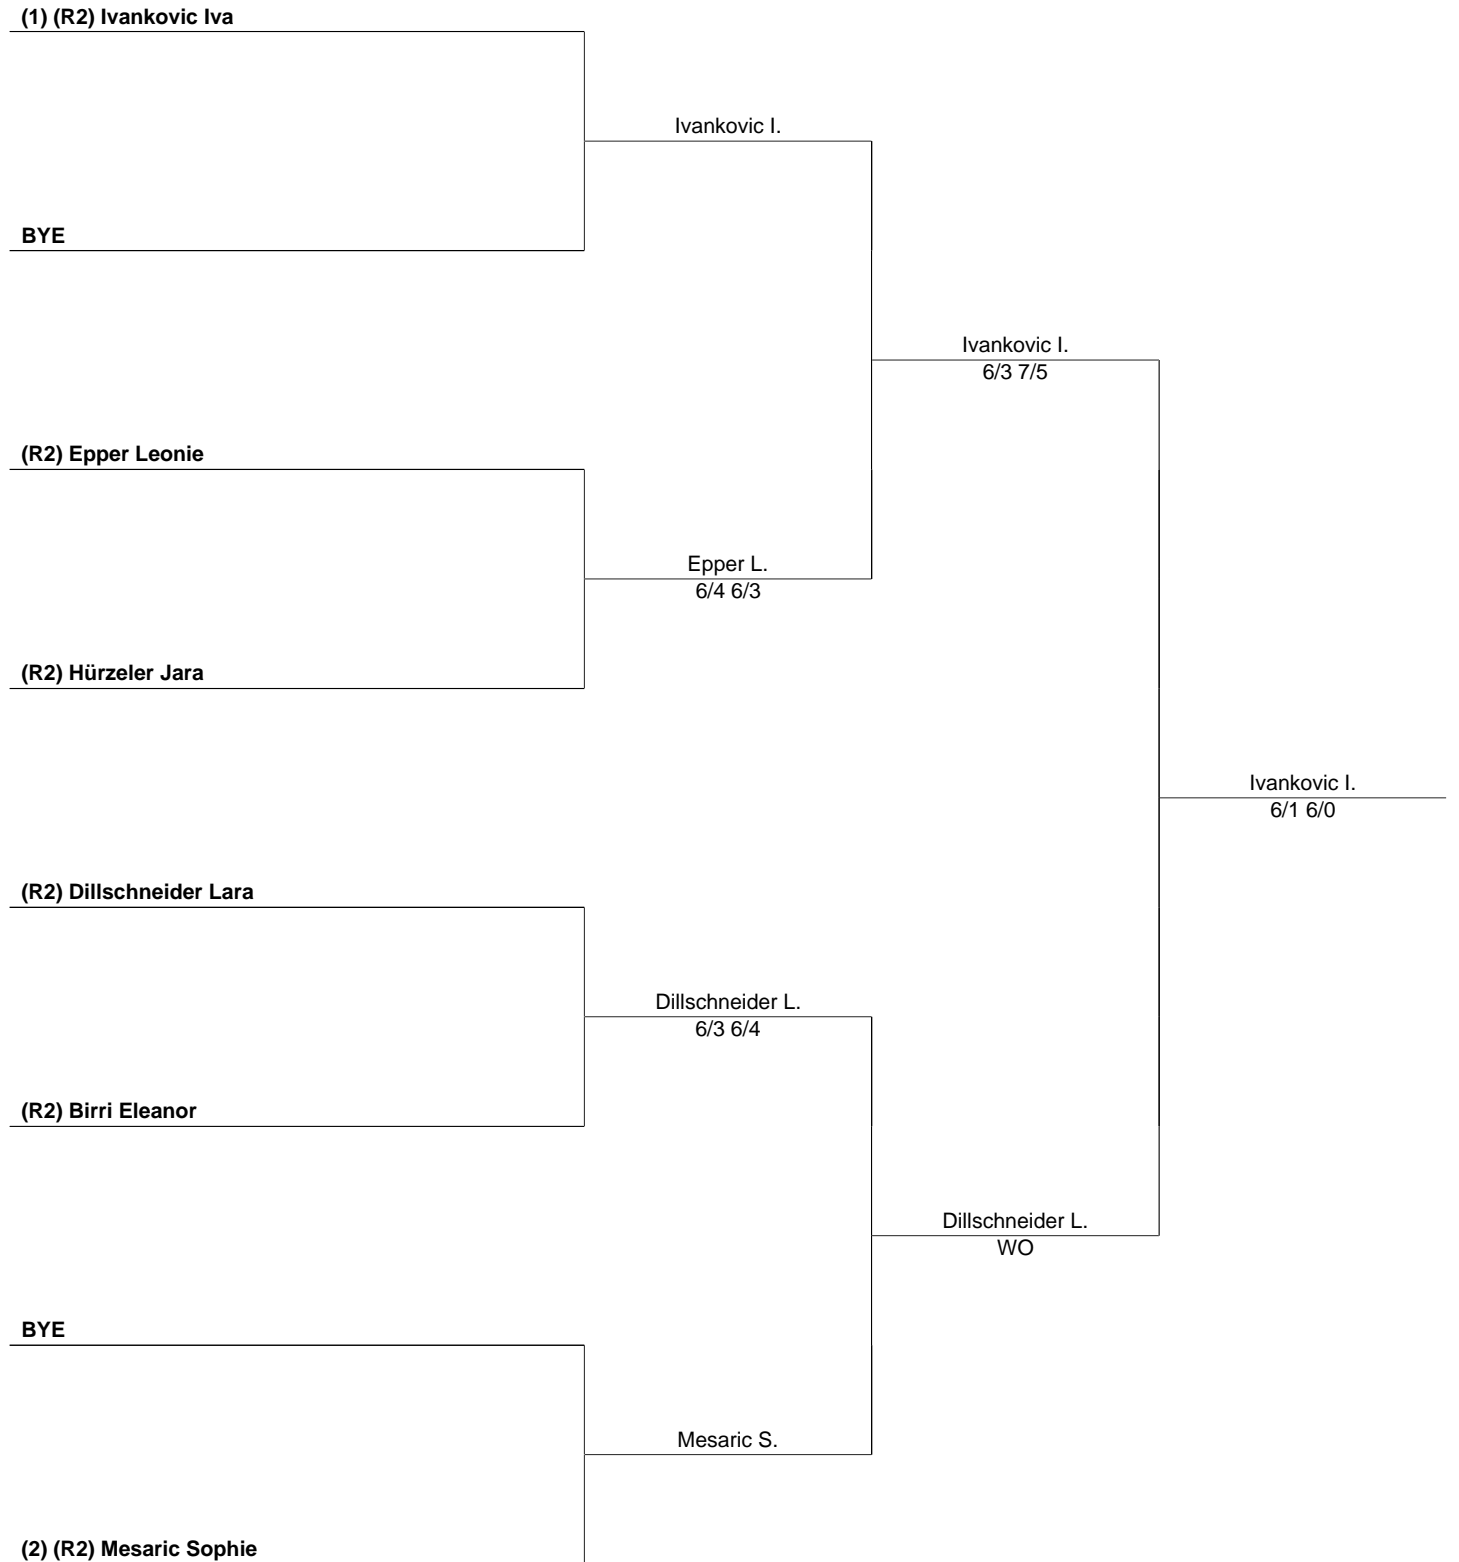 (1) (R2) Ivankovic Iva
Ivankovic I.
BYE
Ivankovic I.
6/3 7/5
(R2) Epper Leonie
Epper L.
6/4 6/3
(R2) Hürzeler Jara
Ivankovic I.
6/1 6/0
(R2) Dillschneider Lara
Dillschneider L.
6/3 6/4
(R2) Birri Eleanor
Dillschneider L.
WO
BYE
Mesaric S.
(2) (R2) Mesaric Sophie